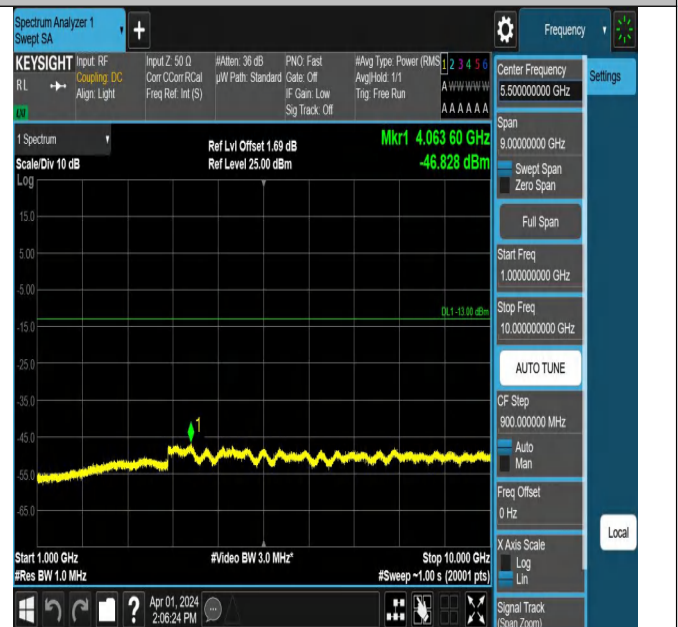 Spectrum Analyzer 1
Swept SA
+
Frequency
KEYSIGHT
RL
LXI
Input: RF
Coupling: DC
Align: Light
Input Z: 50 Ω
Corr CCorr RCal
Freq Ref: Int (S)
#Atten: 36 dB
µW Path: Standard
PNO: Fast
Gate: Off
IF Gain: Low
Sig Track: Off
#Avg Type: Power (RMS
Avg|Hold: 1/1
Trig: Free Run
1 2 3 4 5 6
A W W W W W
A A A A A A
Center Frequency
5.500000000 GHz
Settings
Span
9.00000000 GHz
Swept Span
Zero Span
Full Span
Start Freq
1.000000000 GHz
Stop Freq
10.000000000 GHz
AUTO TUNE
CF Step
900.000000 MHz
Auto
Man
Freq Offset
0 Hz
X Axis Scale
Log
Lin
Local
Signal Track
(Span Zoom)
1 Spectrum
Scale/Div 10 dB
Log
Ref Lvl Offset 1.69 dB
Ref Level 25.00 dBm
Mkr1 4.063 60 GHz
-46.828 dBm
15.0
5.00
-5.00
-15.0
-25.0
-35.0
-45.0
-55.0
-65.0
DL1 -13.00 dBm
1
Start 1.000 GHz
#Res BW 1.0 MHz
#Video BW 3.0 MHz*
Stop 10.000 GHz
#Sweep ~1.00 s (20001 pts)
?
Apr 01, 2024
2:06:24 PM